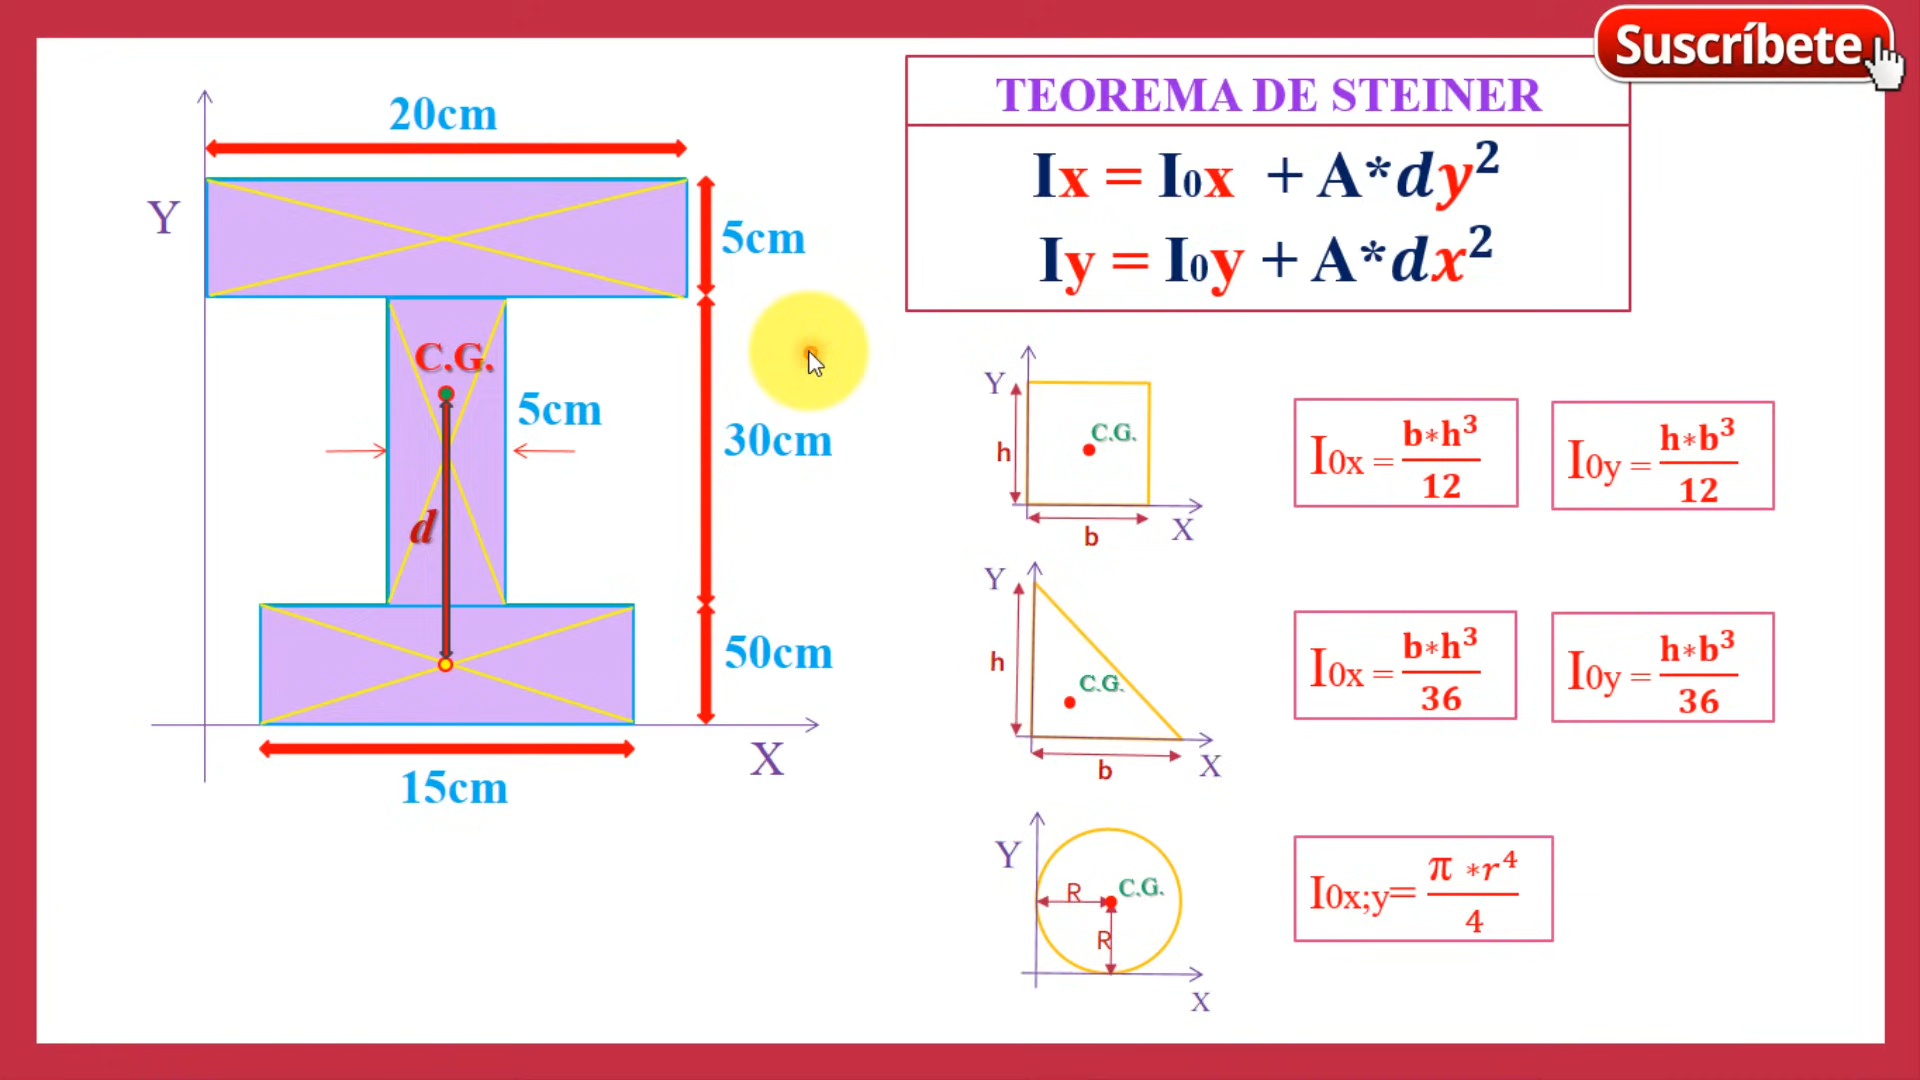 Suscríbete
TEOREMA DE STEINER
Ix = I0x + A*dy²
Iy = I0y + A*dx²
20cm
Y
5cm
C.G.
5cm
30cm
d
50cm
X
15cm
Y
h
C.G.
b
X
I0x = b*h³/12
I0y = h*b³/12
Y
h
C.G.
b
X
I0x = b*h³/36
I0y = h*b³/36
Y
R
C.G.
R
X
I0x;y= π *r⁴/4